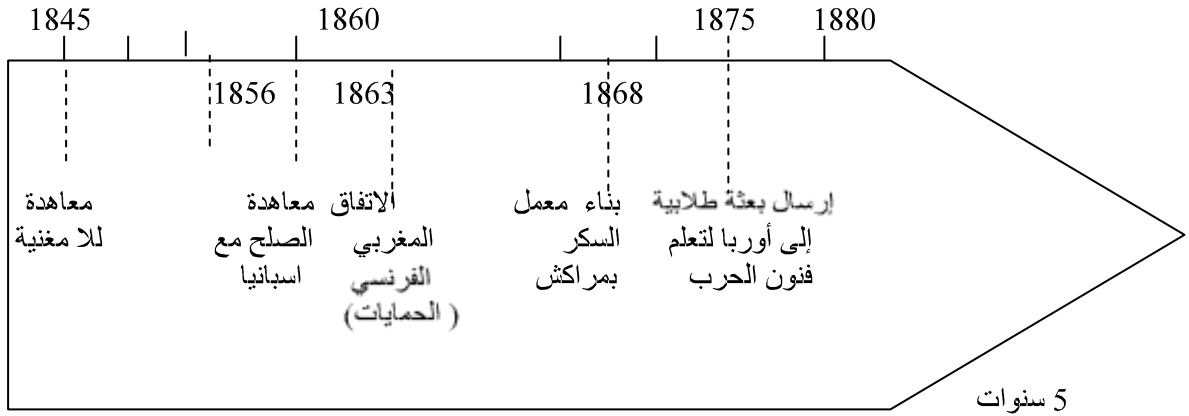 1845 1860 1875 1880
1856 1863 1868
معاهدة
للا مغنية
معاهدة
الصلح مع
اسبانيا
الاتفاق
المغربي
الفرنسي
( الحمايات)
بناء معمل
السكر
بمراكش
إرسال بعثة طلابية
إلى أوربا لتعلم
فنون الحرب
5 سنوات